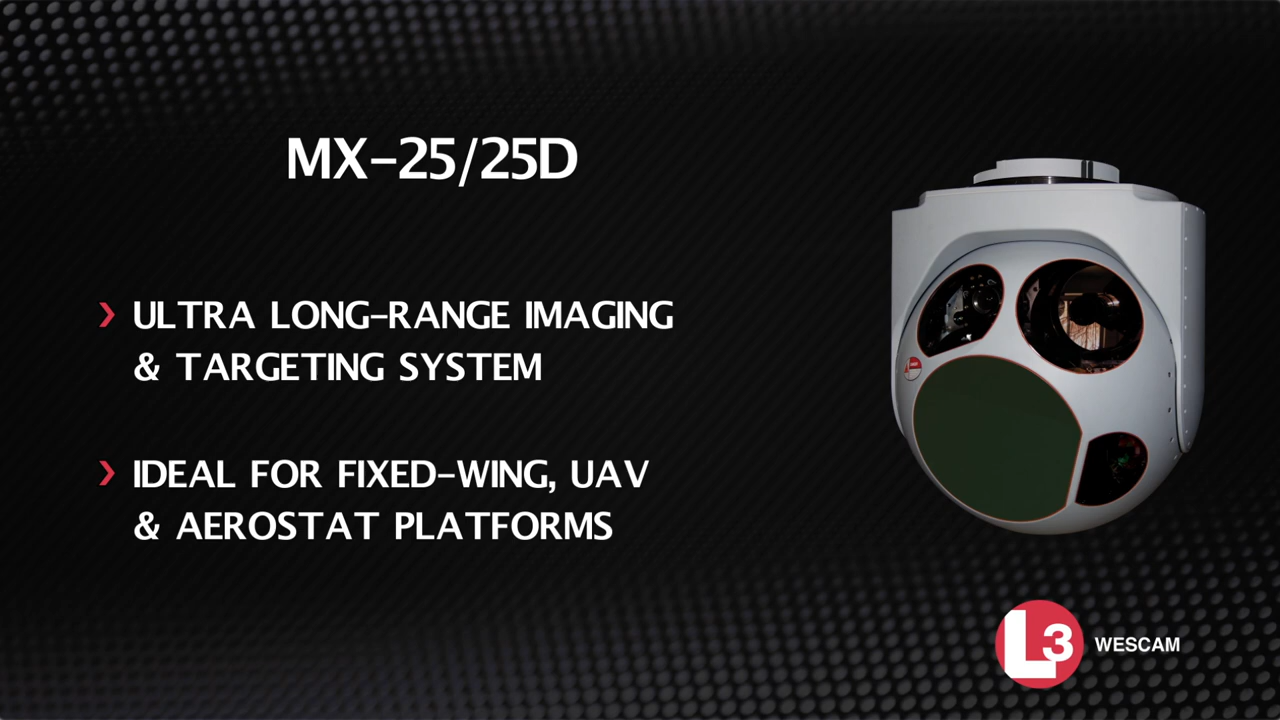 MX-25/25D
ULTRA LONG-RANGE IMAGING
& TARGETING SYSTEM
IDEAL FOR FIXED-WING, UAV
& AEROSTAT PLATFORMS
L3 WESCAM